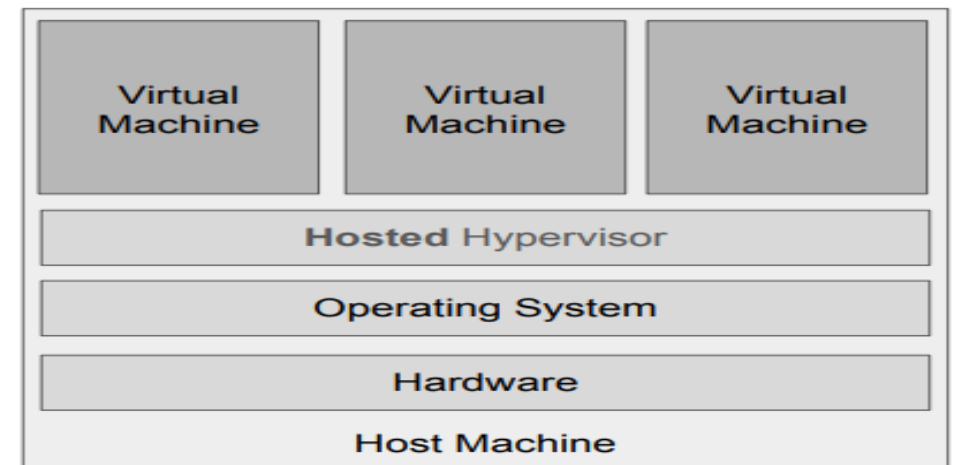 Virtual
Machine
Virtual
Machine
Virtual
Machine
Hosted Hypervisor
Operating System
Hardware
Host Machine